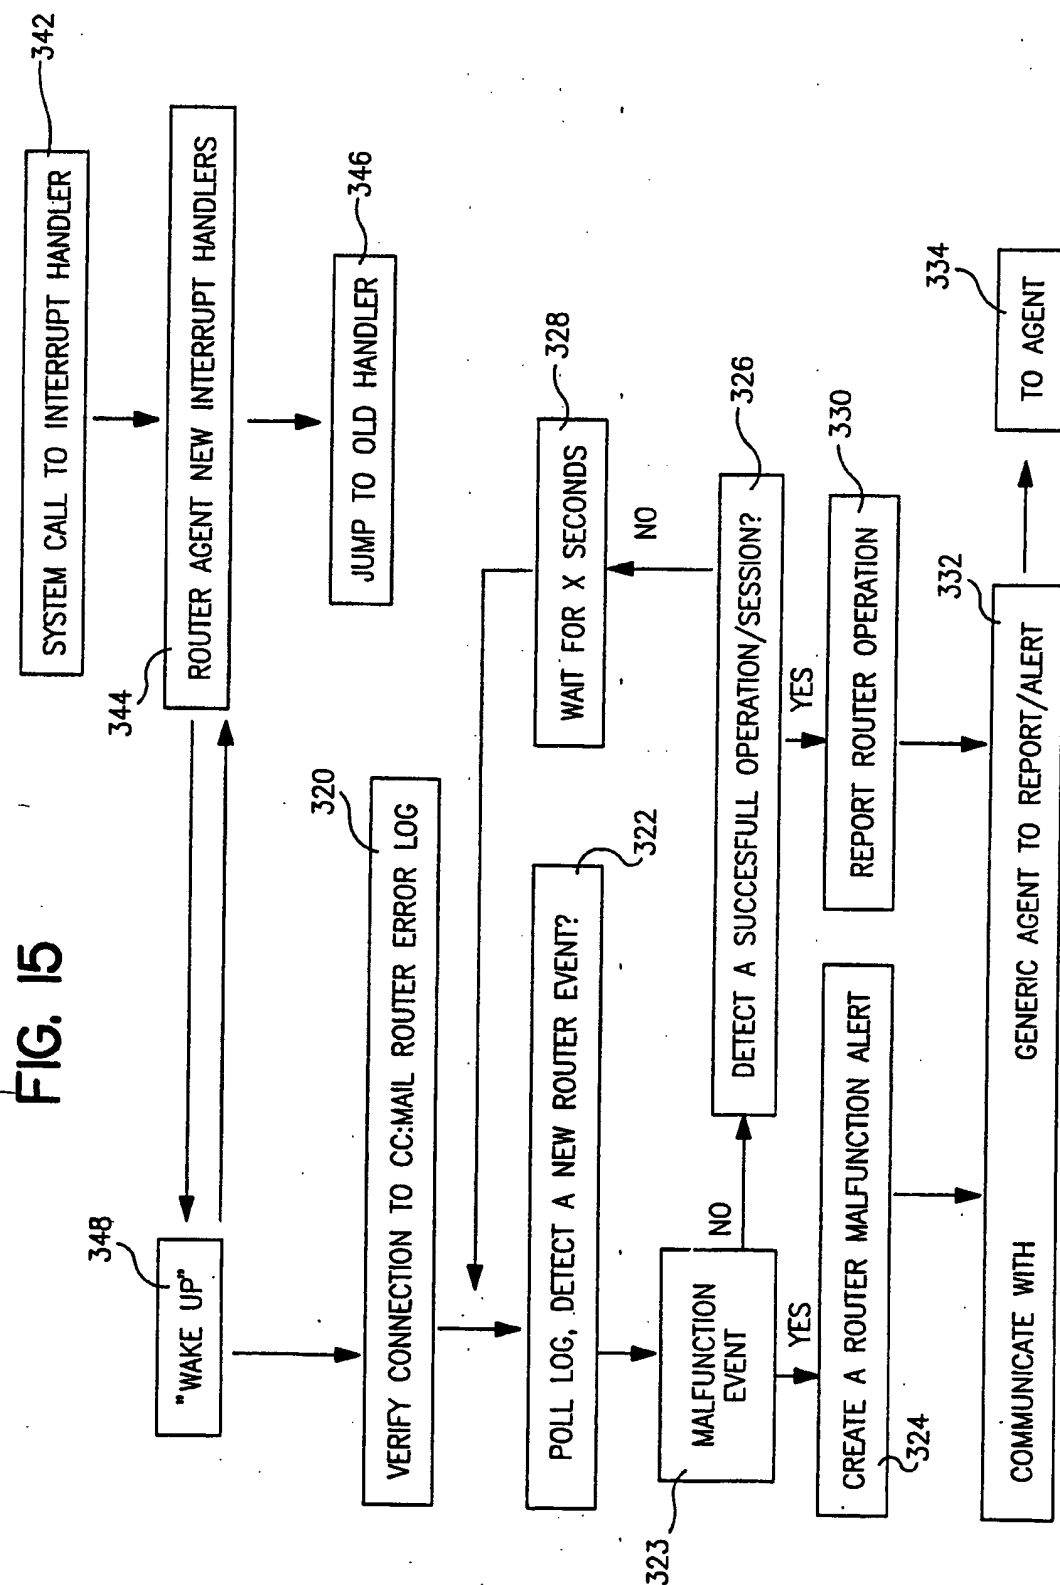 FIG. 15
342
SYSTEM CALL TO INTERRUPT HANDLER
344
ROUTER AGENT NEW INTERRUPT HANDLERS
346
JUMP TO OLD HANDLER
348
"WAKE UP"
320
VERIFY CONNECTION TO CC:MAIL ROUTER ERROR LOG
328
WAIT FOR X SECONDS
322
POLL LOG, DETECT A NEW ROUTER EVENT?
NO
323
MALFUNCTION
EVENT
NO
326
DETECT A SUCCESFULL OPERATION/SESSION?
YES
YES
324
CREATE A ROUTER MALFUNCTION ALERT
330
REPORT ROUTER OPERATION
332
COMMUNICATE WITH GENERIC AGENT TO REPORT/ALERT
334
TO AGENT